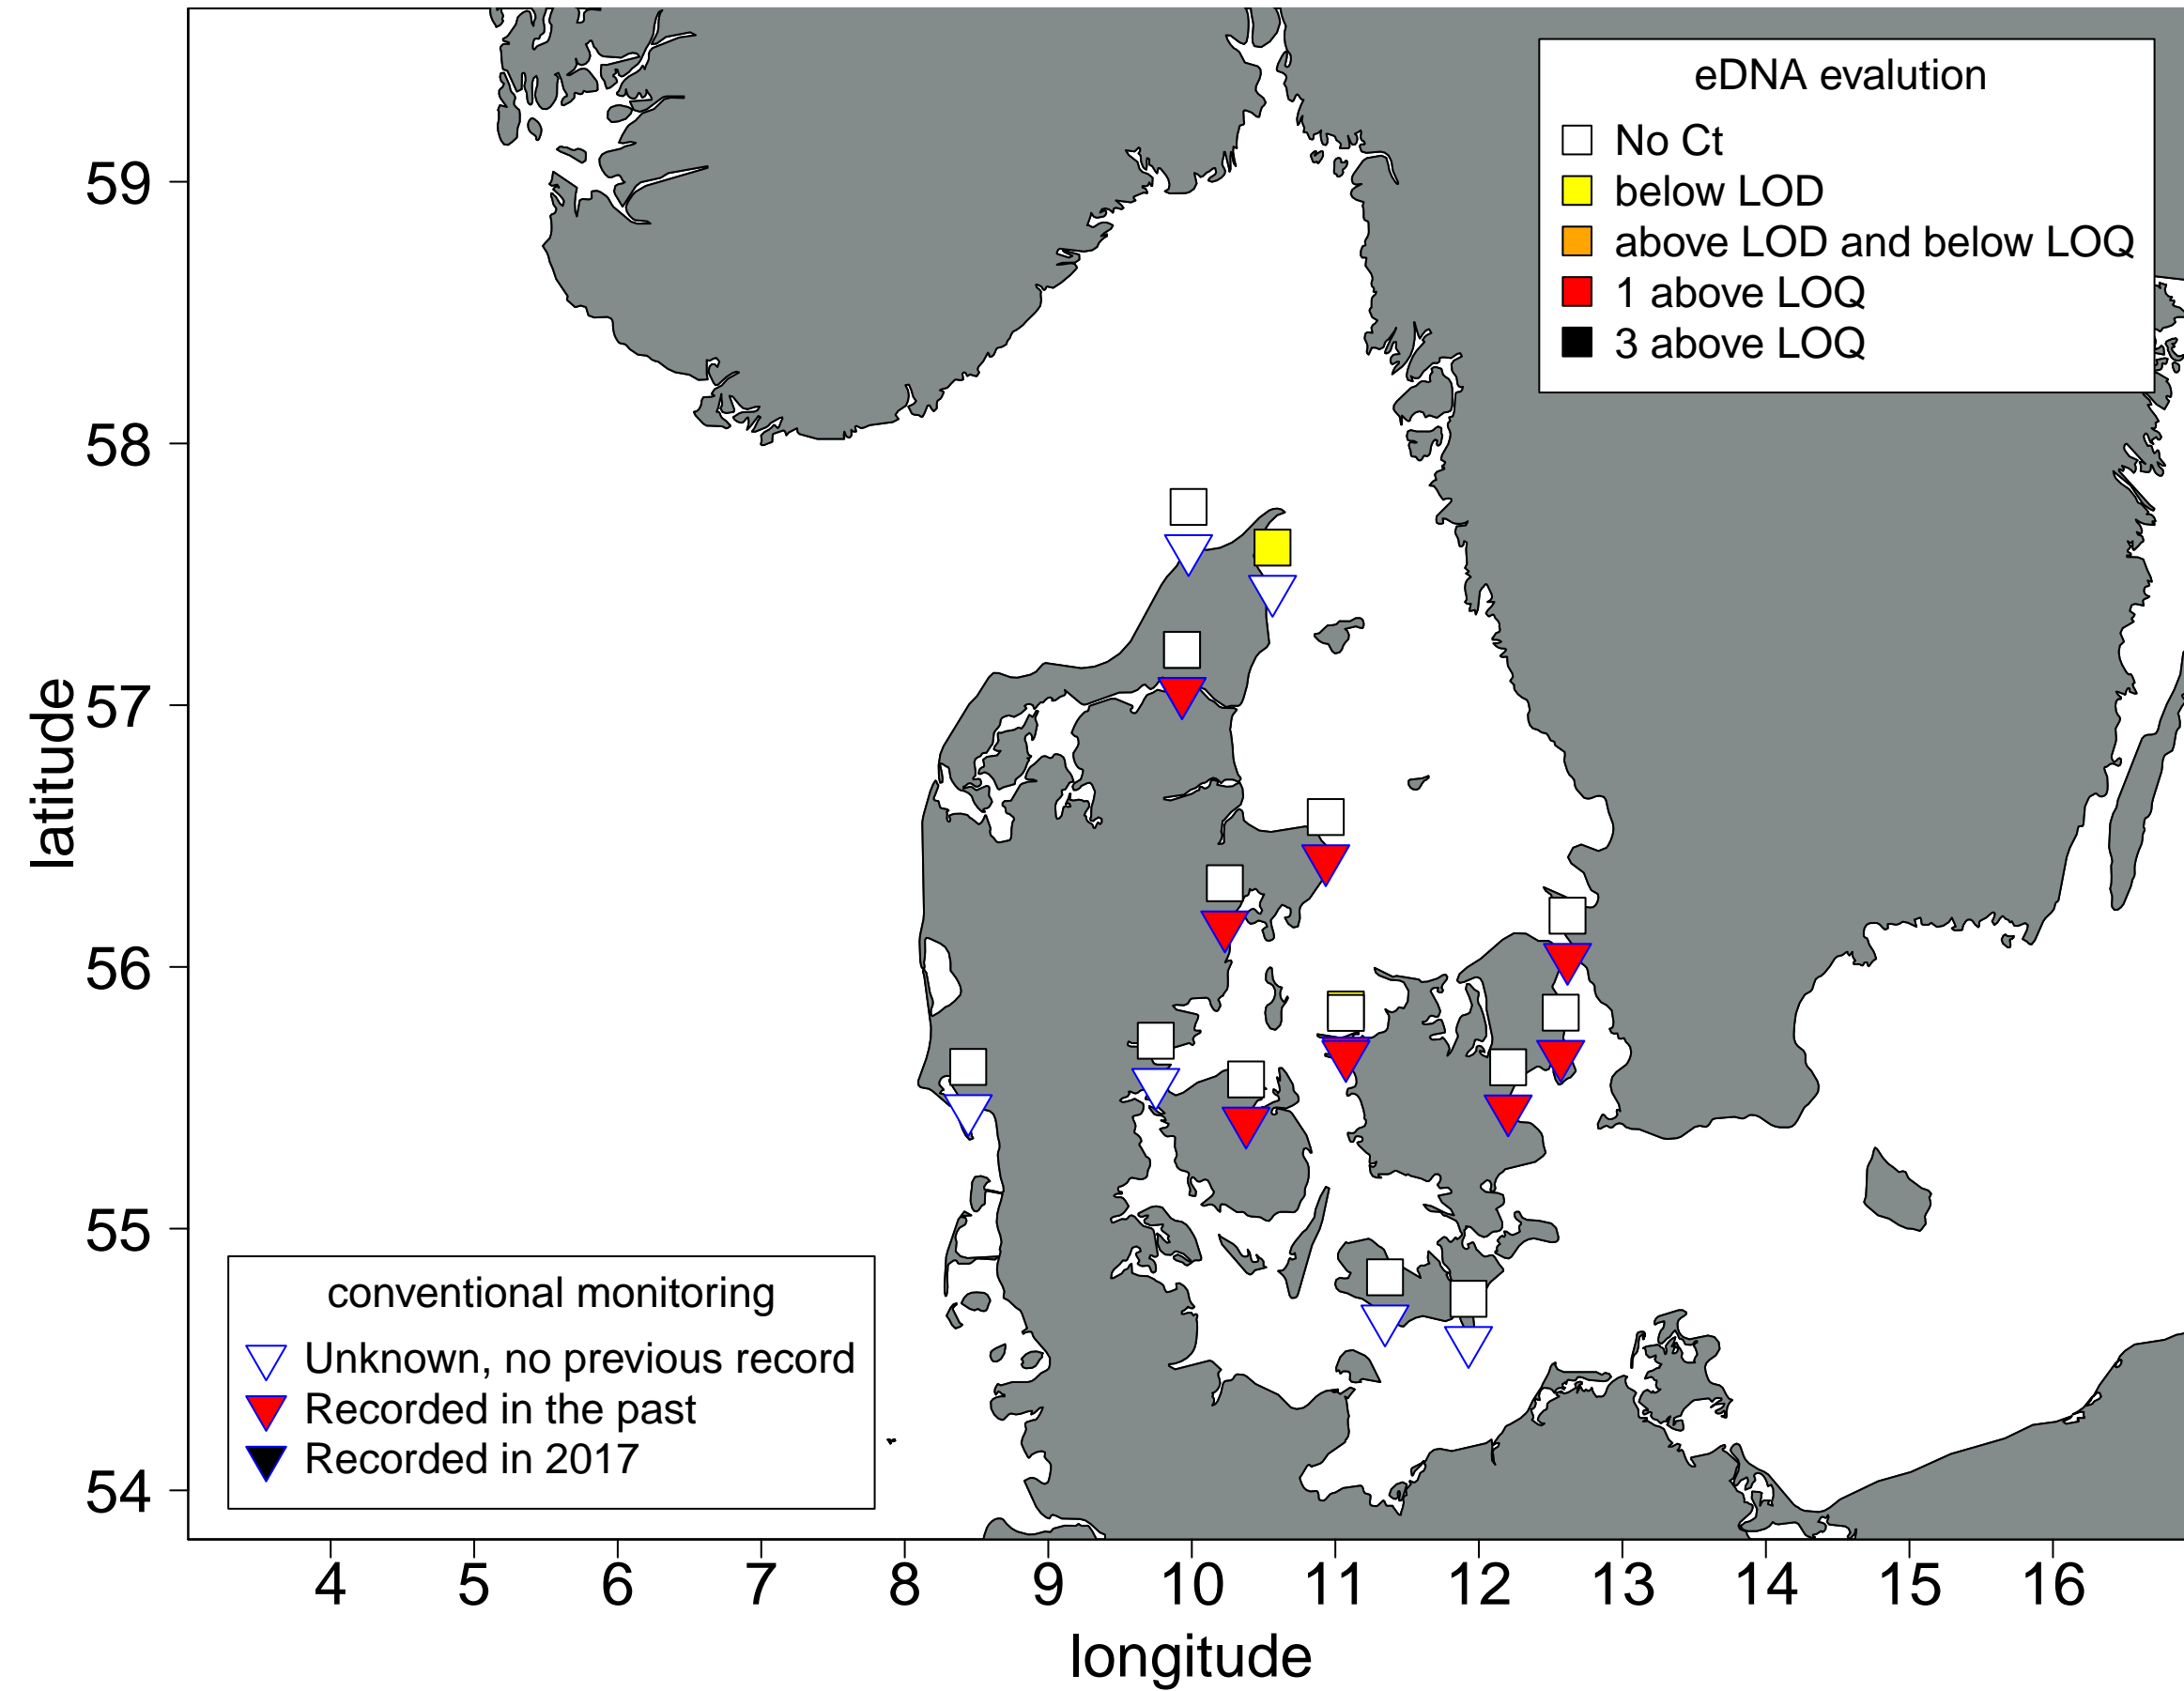 eDNA evalution
No Ct
below LOD
above LOD and below LOQ
1 above LOQ
3 above LOQ
59
58
57
56
55
54
latitude
conventional monitoring
Unknown, no previous record
Recorded in the past
Recorded in 2017
4 5 6 7 8 9 10 11 12 13 14 15 16
longitude